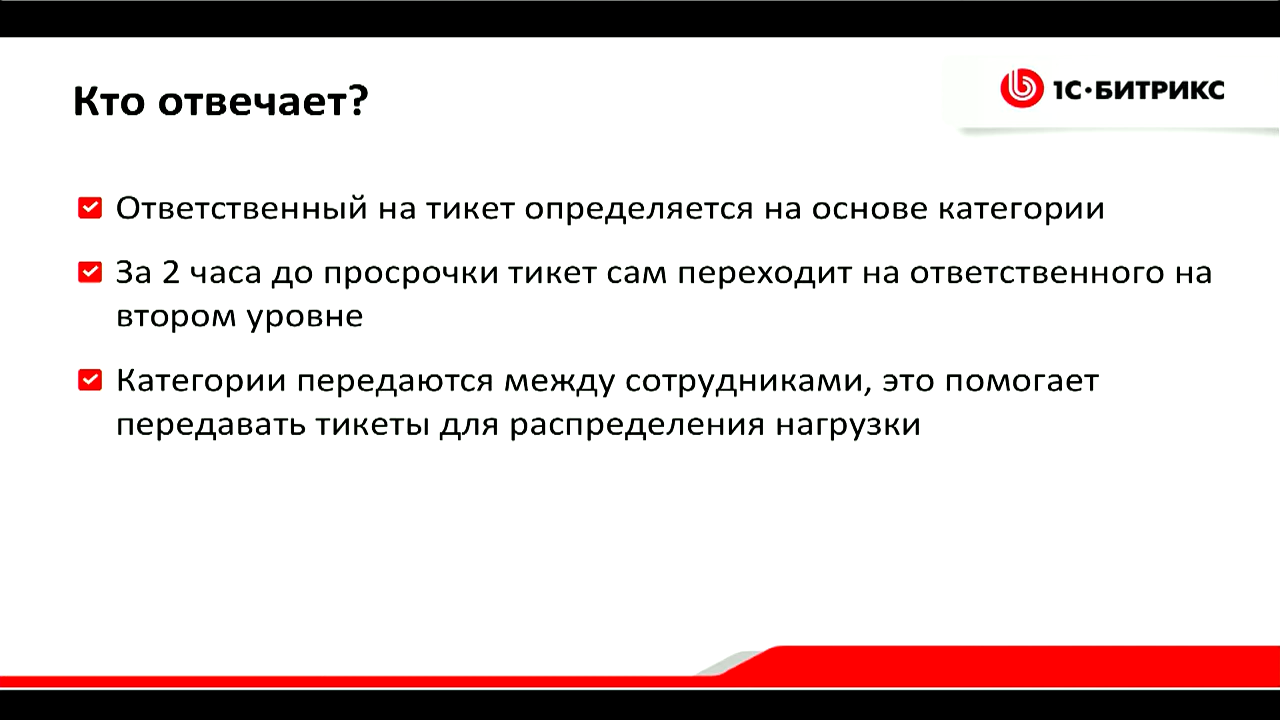 Кто отвечает?
1С•БИТРИКС
Ответственный на тикет определяется на основе категории
За 2 часа до просрочки тикет сам переходит на ответственного на
втором уровне
Категории передаются между сотрудниками, это помогает
передавать тикеты для распределения нагрузки